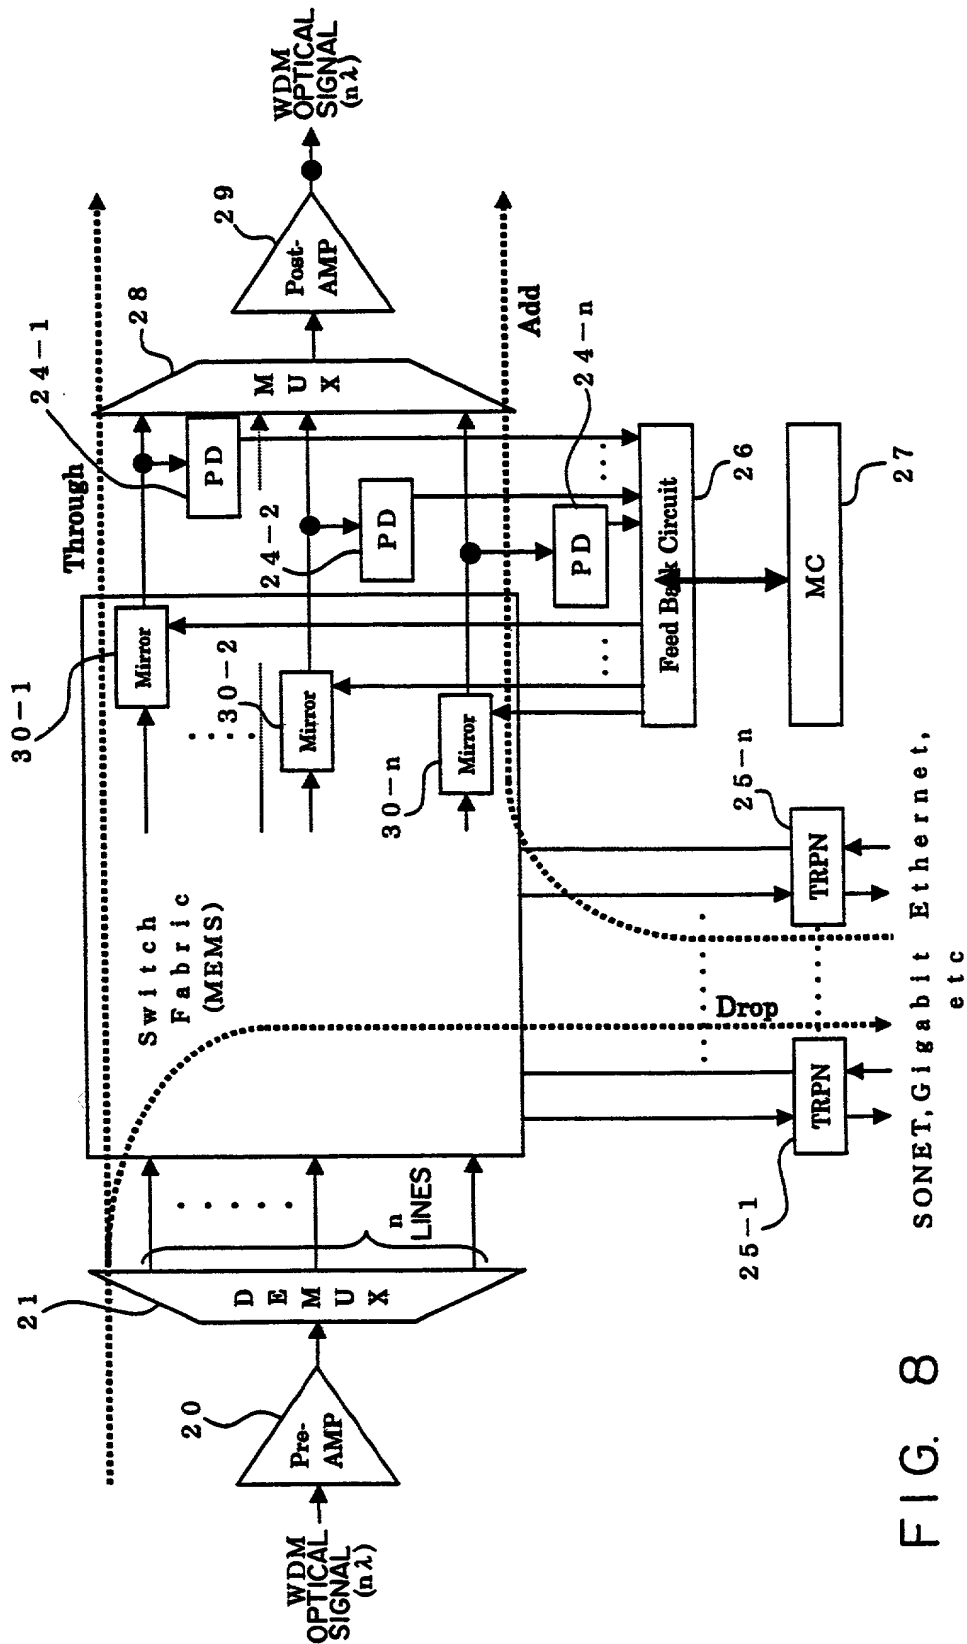 WDM
OPTICAL
SIGNAL
(nλ)
Pre-
AMP
20
21
D E M U X
n
LINES
Switch
Fabric
(MEMS)
Through
Drop
Add
30-1
Mirror
30-2
Mirror
30-n
Mirror
24-1
PD
24-2
PD
24-n
PD
Feed Back Circuit
26
MC
27
25-1
TRPN
25-n
TRPN
SONET, Gigabit Ethernet,
etc
M U X
28
Post-
AMP
29
WDM
OPTICAL
SIGNAL
(nλ)
FIG. 8